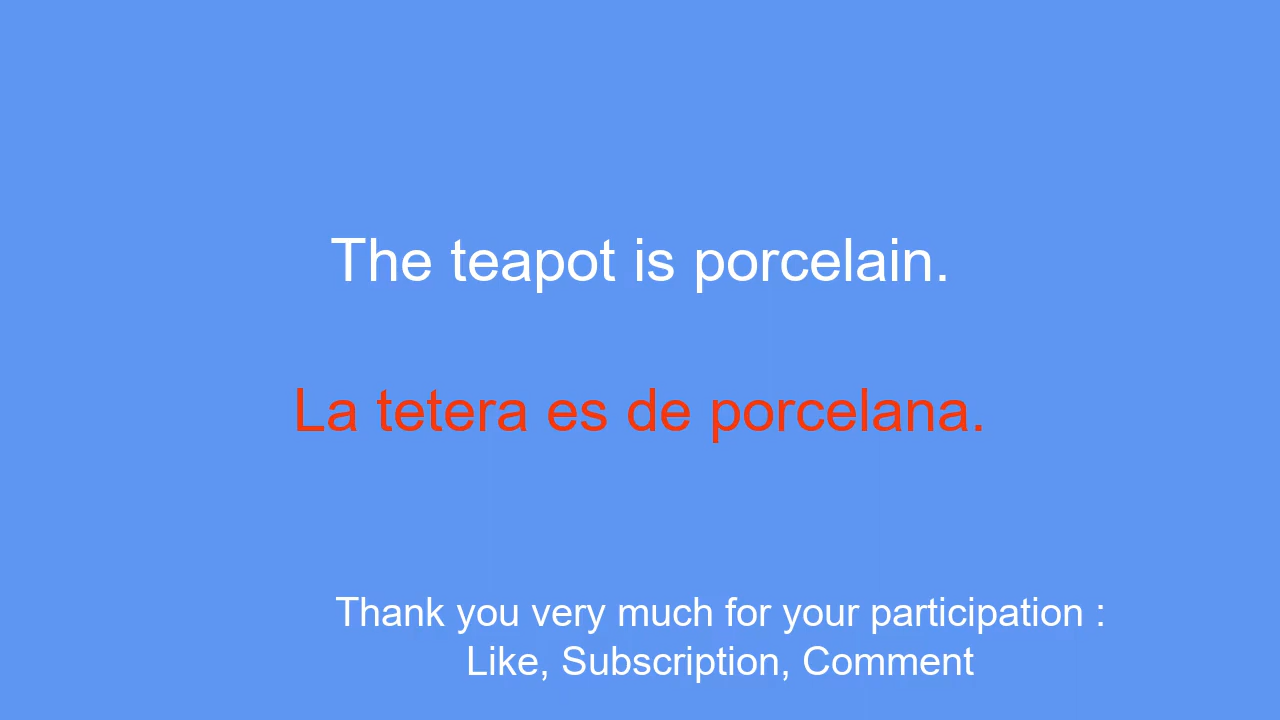 The teapot is porcelain.
La tetera es de porcelana.
Thank you very much for your participation :
Like, Subscription, Comment